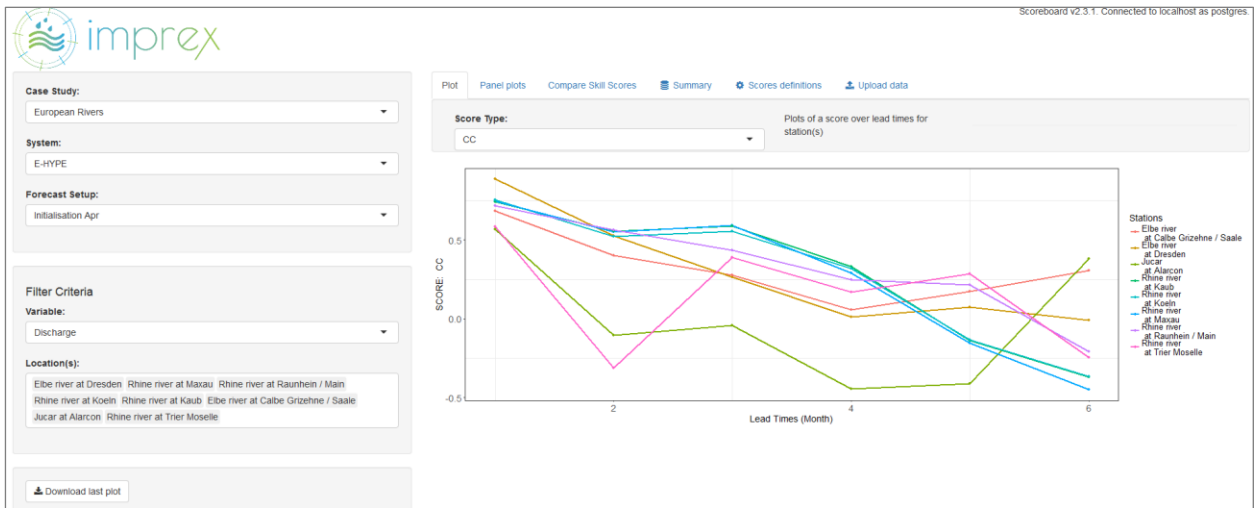 Scoreboard v2.3.1. Connected to localhost as postgres.
imprex
Case Study:
European Rivers
System:
E-HYPE
Forecast Setup:
Initialisation Apr
Filter Criteria
Variable:
Discharge
Location(s):
Elbe river at Dresden Rhine river at Maxau Rhine river at Raunhein / Main
Rhine river at Koeln Rhine river at Kaub Elbe river at Calbe Grizehne / Saale
Jucar at Alarcon Rhine river at Trier Moselle
Download last plot
Plot Panel plots Compare Skill Scores Summary Scores definitions Upload data
Score Type:
CC
Plots of a score over lead times for
station(s)
SCORE: CC
0.5
0.0
-0.5
2 4 6
Lead Times (Month)
Stations
Elbe river
at Calbe Grizehne / Saale
Elbe river
at Dresden
Jucar
at Alarcon
Rhine river
at Kaub
Rhine river
at Koeln
Rhine river
at Maxau
Rhine river
at Raunhein / Main
Rhine river
at Trier Moselle